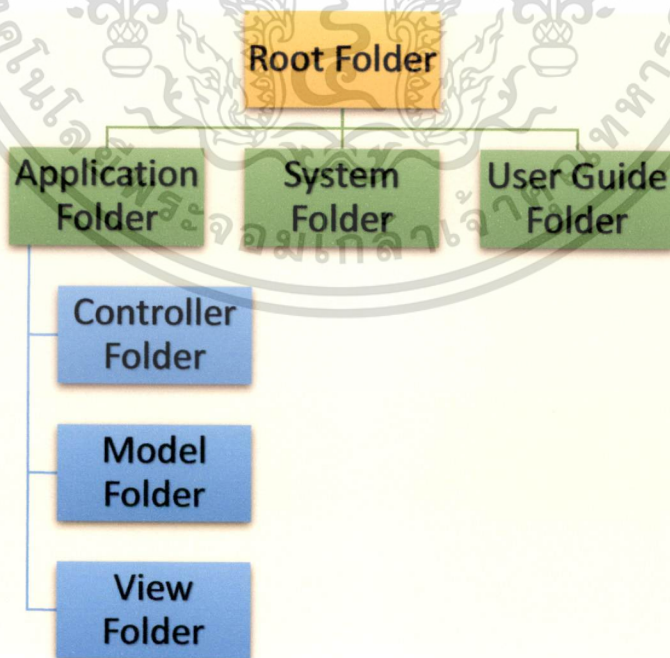 Root Folder
Application
Folder
System
Folder
User Guide
Folder
Controller
Folder
Model
Folder
View
Folder